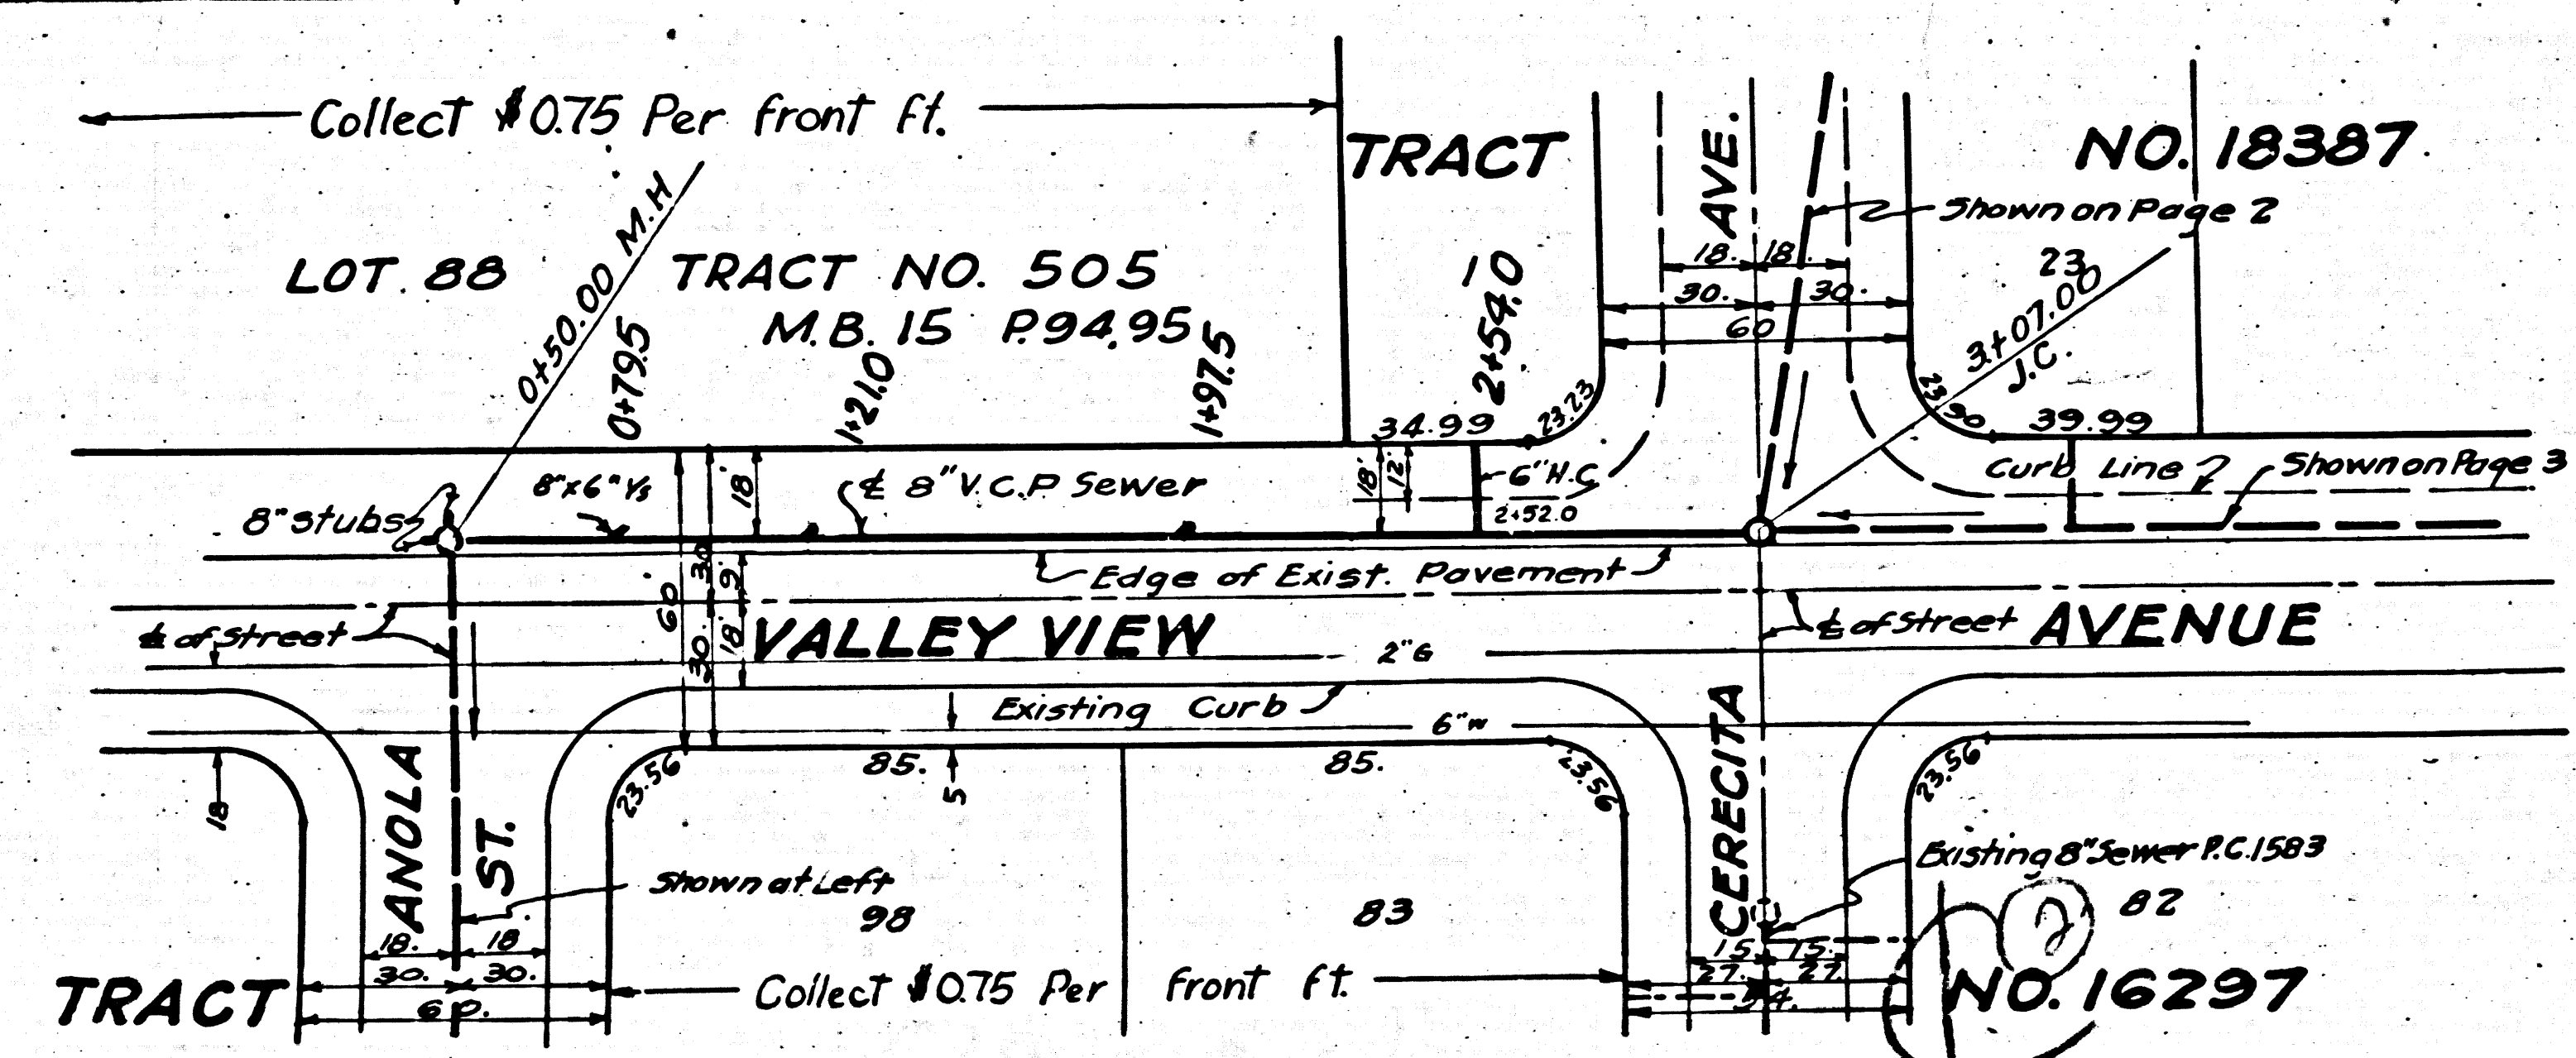 Collect $0.75 Per front ft.
TRACT
AVE.
NO. 18387
Shown on Page 2
LOT. 88
0+50.00 M.H
TRACT NO. 505
M.B. 15 P.94.95
0+79.5
1+21.0
1+97.5
1
2+54.0
18. 18.
30. 30.
60
23
3+07.00
J.C.
34.99
23.23
23.30
39.99
8" stubs
8"x6" Ys
18'
℄ 8" V.C.P. Sewer
18'
12'
6" H.C.
2+52.0
Curb Line
Shown on Page 3
Edge of Exist. Pavement
60
30
30.
9.
18'
℄ of Street
VALLEY VIEW
2" G
℄ of Street
AVENUE
Existing Curb
6" W
18
ANOLA
ST.
23.56
85.
5
85.
23.56
CERECITA
23.56
Shown at Left
98
83
Existing 8" Sewer P.C. 1583
82
2
18. 18
30. 30.
60.
15. 15.
27. 27.
54.
TRACT
Collect $0.75 Per front ft.
NO. 16297